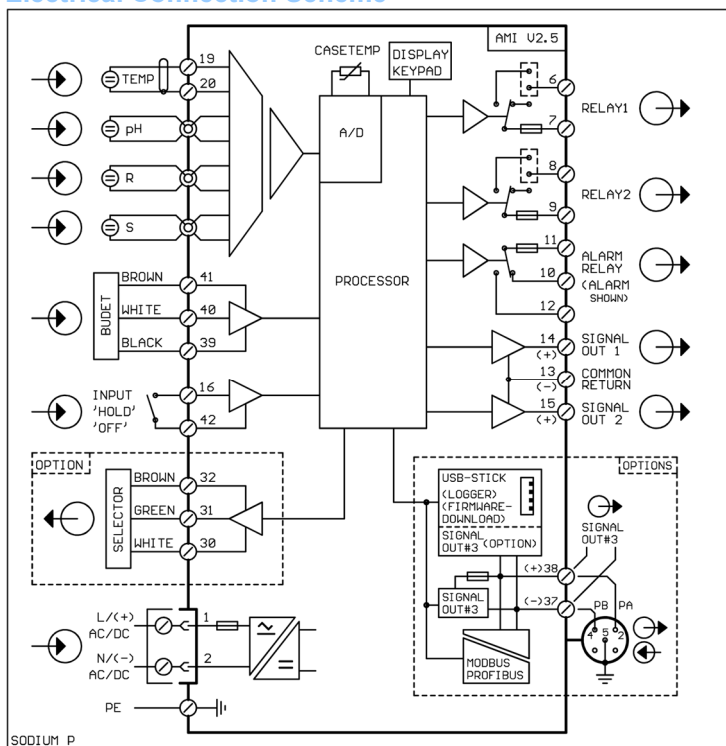 Electrical Connection Scheme
AMI V2.5
CASETEMP
DISPLAY
KEYPAD
A/D
PROCESSOR
TEMP
19
20
pH
R
S
BUDET
BROWN
41
WHITE
40
BLACK
39
INPUT
'HOLD'
'OFF'
16
42
OPTION
SELECTOR
BROWN
32
GREEN
31
WHITE
30
L/(+)
AC/DC
1
N/(-)
AC/DC
2
PE
6
RELAY1
7
8
RELAY2
9
11
ALARM
RELAY
10
(ALARM
SHOWN)
12
14
(+)
SIGNAL
OUT 1
13
(-)
COMMON
RETURN
15
(+)
SIGNAL
OUT 2
OPTIONS
USB-STICK
(LOGGER)
(FIRMWARE-
DOWNLOAD)
SIGNAL
OUT#3 (OPTION)
SIGNAL
OUT#3
(+)38
SIGNAL
OUT#3
(-)37
PB PA
4 5 2
MODBUS
PROFIBUS
SODIUM P